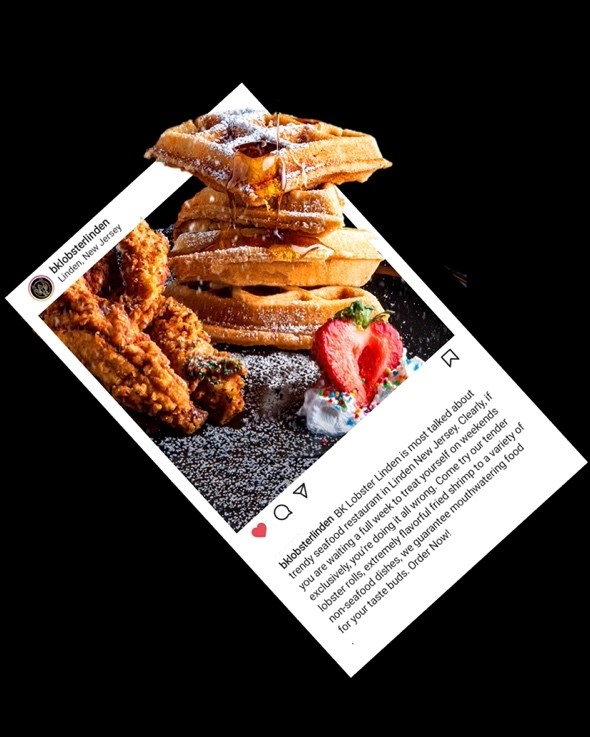 bklobsterlinden
Linden, New Jersey
bklobsterlinden BK Lobster Linden is most talked about
trendy seafood restaurant in Linden New Jersey. Clearly, if
you are waiting a full week to treat yourself on weekends
exclusively, you're doing it all wrong. Come try our tender
lobster rolls, extremely flavorful fried shrimp to a variety of
non-seafood dishes, we guarantee mouthwatering food
for your taste buds. Order Now!
.